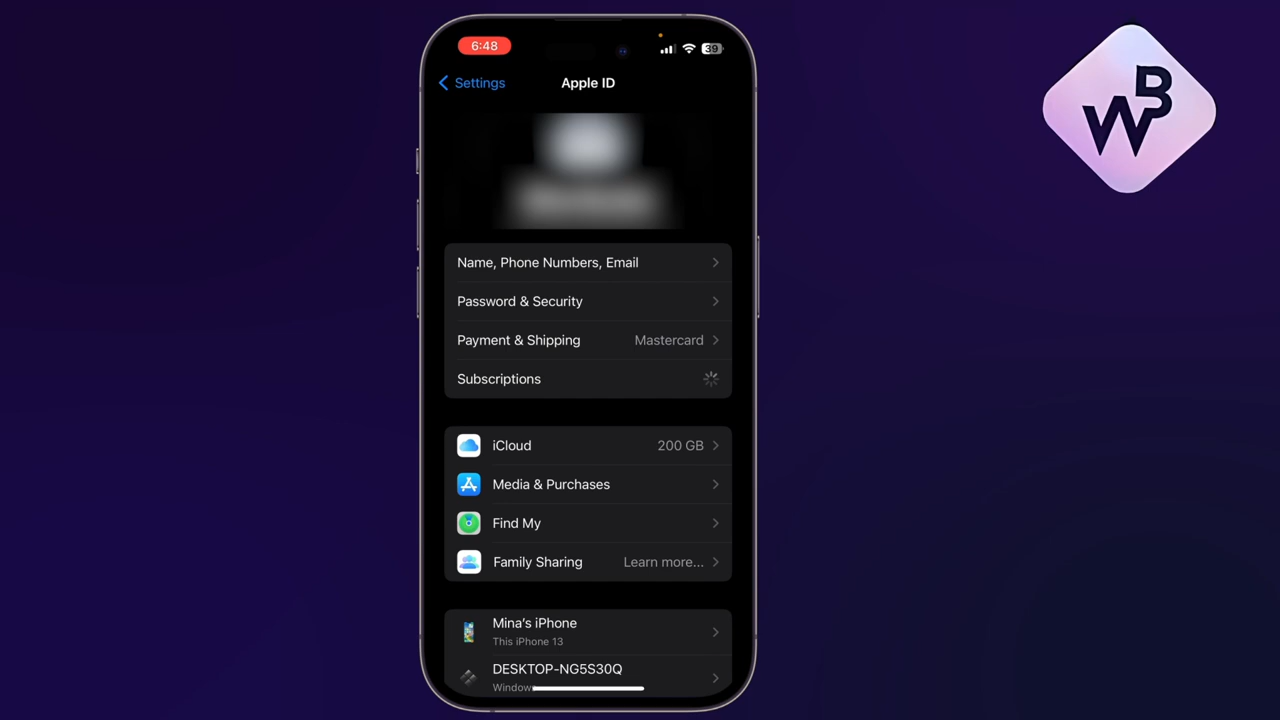 6:48
39
Settings
Apple ID
Name, Phone Numbers, Email
Password & Security
Payment & Shipping Mastercard
Subscriptions
iCloud 200 GB
Media & Purchases
Find My
Family Sharing Learn more...
Mina's iPhone
This iPhone 13
DESKTOP-NG5S30Q
Windows
WB